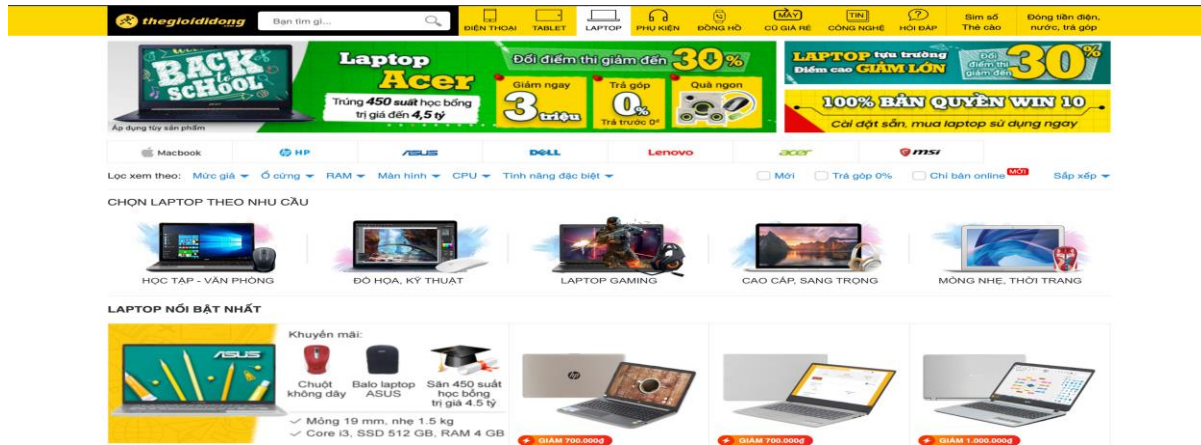 thegioididong
Bạn tìm gì...
ĐIỆN THOẠI
TABLET
LAPTOP
PHỤ KIỆN
ĐỒNG HỒ
MÁY
CŨ GIÁ RẺ
TIN
CÔNG NGHỆ
HỎI ĐÁP
Sim số
Thẻ cào
Đóng tiền điện,
nước, trả góp
BACK
to
SCHOOL
Áp dụng tùy sản phẩm
Laptop
Acer
Trúng 450 suất học bổng
trị giá đến 4,5 tỷ
Đổi điểm thi giảm đến 30%
Giảm ngay
3 triệu
Trả góp
0%
Trả trước 0đ
Quà ngon
LAPTOP tựu trường
Điểm cao GIẢM LỚN
Đổi
điểm thi
giảm đến
30%
100% BẢN QUYỀN WIN 10
Cài đặt sẵn, mua laptop sử dụng ngay
Macbook
HP
ASUS
DELL
Lenovo
acer
msi
Lọc xem theo: Mức giá Ổ cứng RAM Màn hình CPU Tính năng đặc biệt
Mới Trả góp 0% Chỉ bán online MỚI Sắp xếp
CHỌN LAPTOP THEO NHU CẦU
HỌC TẬP - VĂN PHÒNG
ĐỒ HỌA, KỸ THUẬT
LAPTOP GAMING
CAO CẤP, SANG TRỌNG
MỎNG NHẸ, THỜI TRANG
LAPTOP NỔI BẬT NHẤT
ASUS
Khuyến mãi:
Chuột
không dây
Balo laptop
ASUS
Săn 450 suất
học bổng
trị giá 4.5 tỷ
Mỏng 19 mm, nhẹ 1.5 kg
Core i3, SSD 512 GB, RAM 4 GB
GIẢM 700.000₫
GIẢM 700.000₫
GIẢM 1.000.000₫